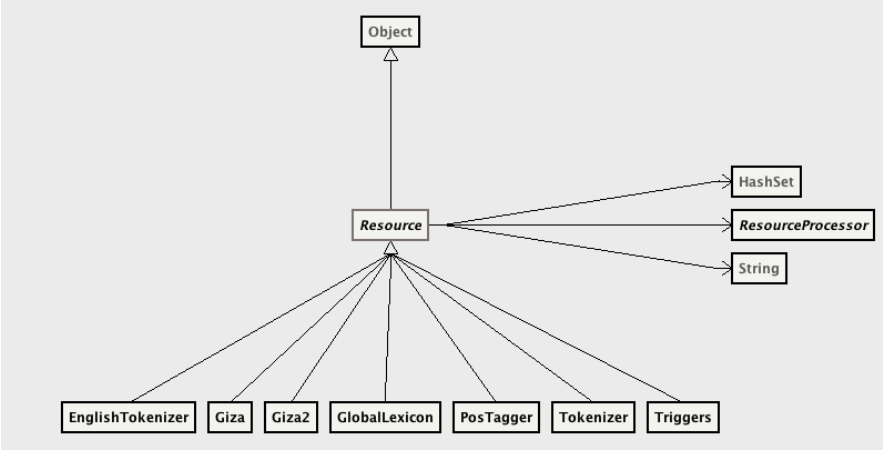 Object
HashSet
Resource
ResourceProcessor
String
EnglishTokenizer
Giza
Giza2
GlobalLexicon
PosTagger
Tokenizer
Triggers